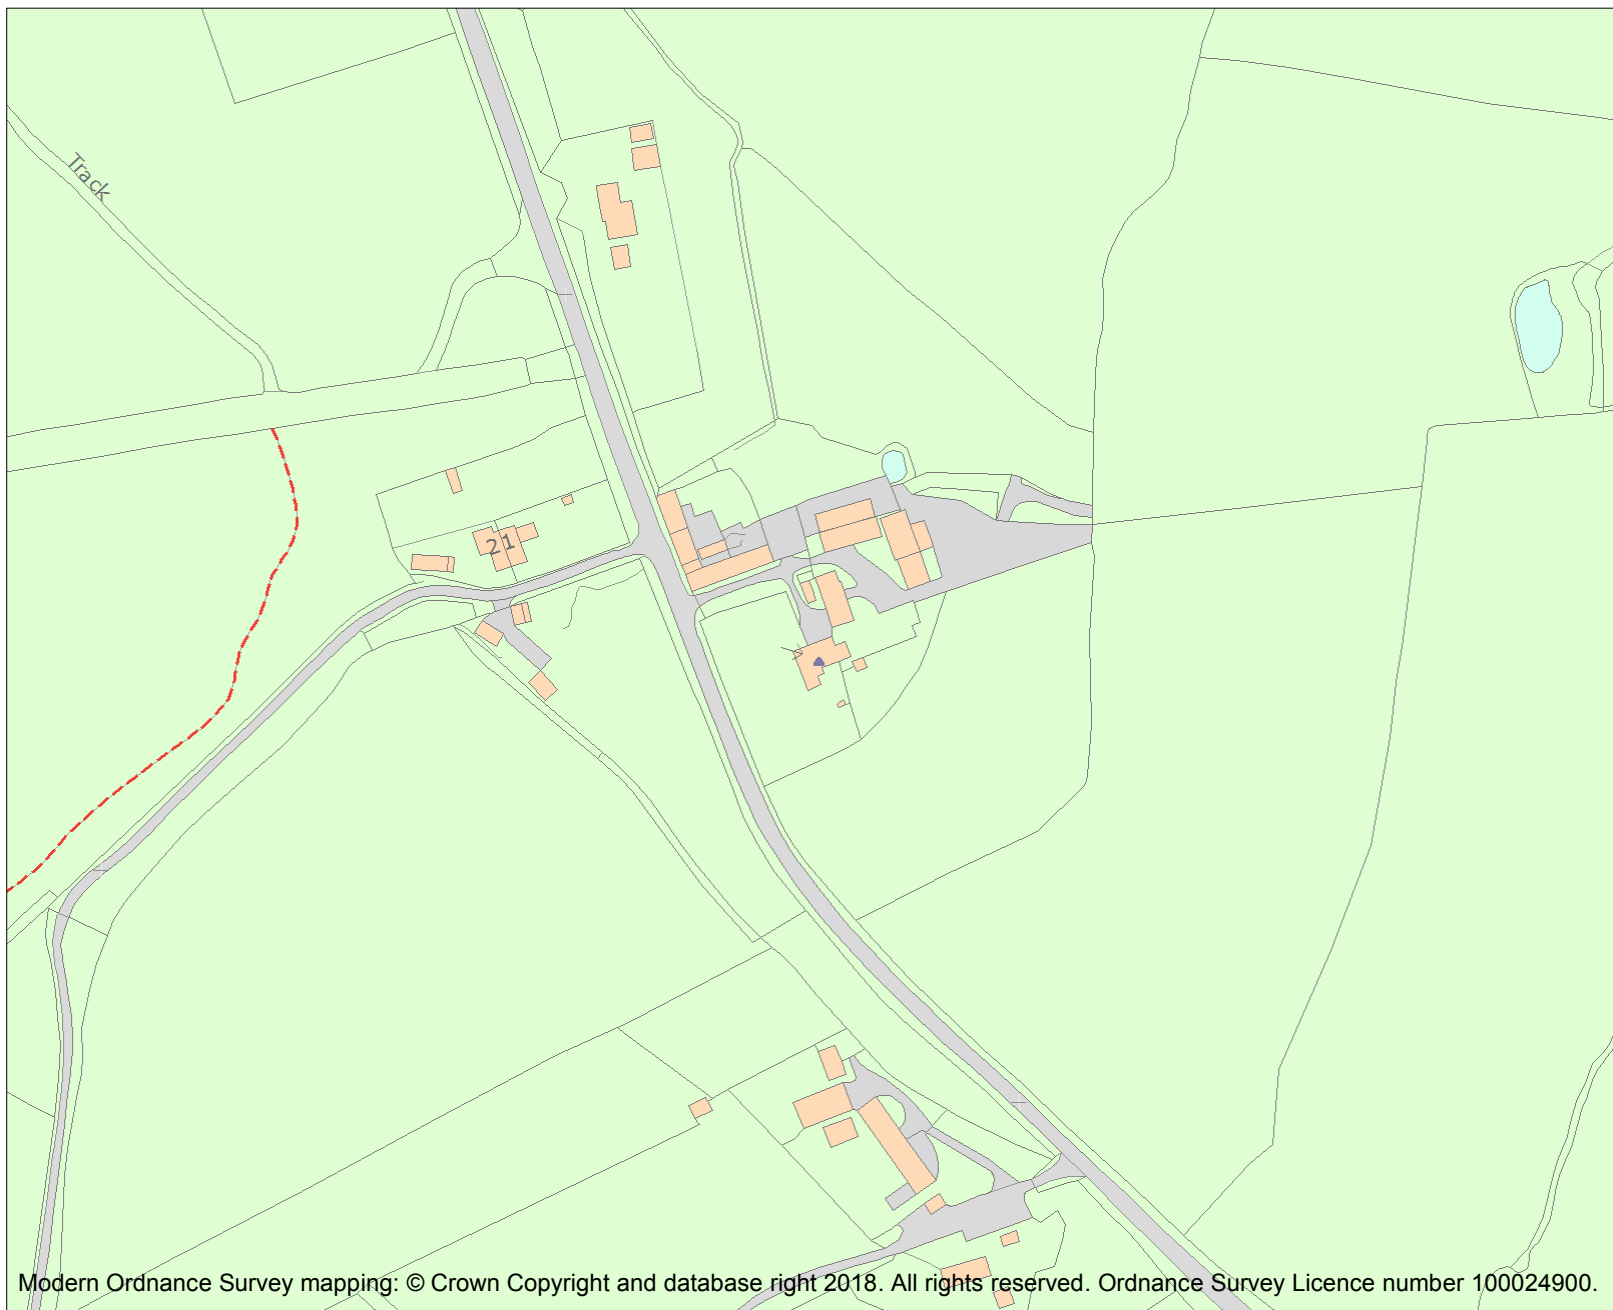 Track
21
Modern Ordnance Survey mapping: © Crown Copyright and database right 2018. All rights reserved. Ordnance Survey Licence number 100024900.